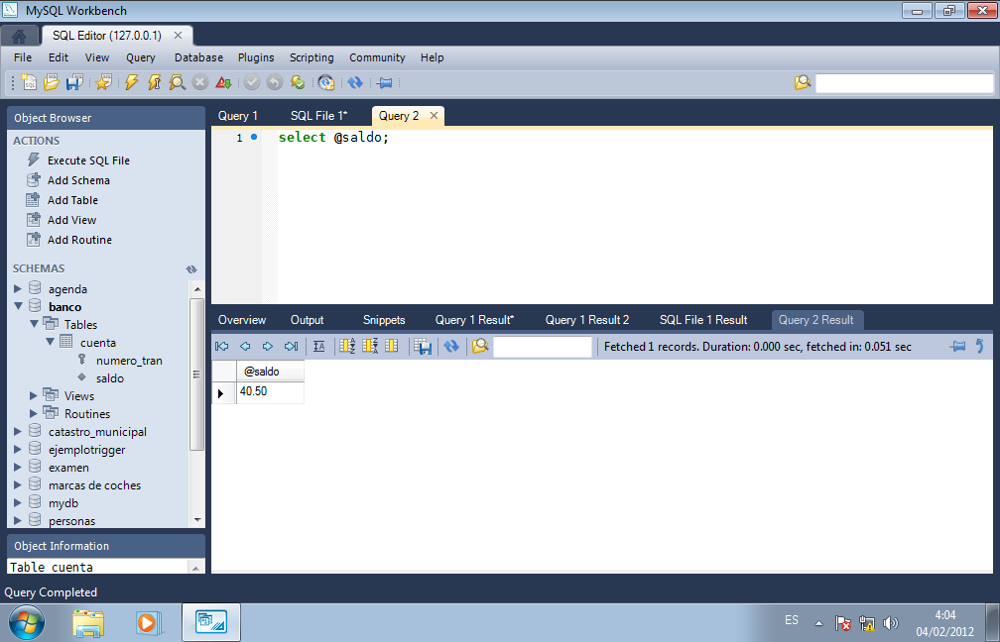 MySQL Workbench
SQL Editor (127.0.0.1)
File Edit View Query Database Plugins Scripting Community Help
Object Browser
ACTIONS
Execute SQL File
Add Schema
Add Table
Add View
Add Routine
SCHEMAS
agenda
banco
Tables
cuenta
numero_tran
saldo
Views
Routines
catastro_municipal
ejemplotrigger
examen
marcas de coches
mydb
personas
Object Information
Table cuenta
Query 1 SQL File 1* Query 2
1 select @saldo;
Overview Output Snippets Query 1 Result* Query 1 Result 2 SQL File 1 Result Query 2 Result
Fetched 1 records. Duration: 0.000 sec, fetched in: 0.051 sec
@saldo
40.50
Query Completed
ES
4:04
04/02/2012